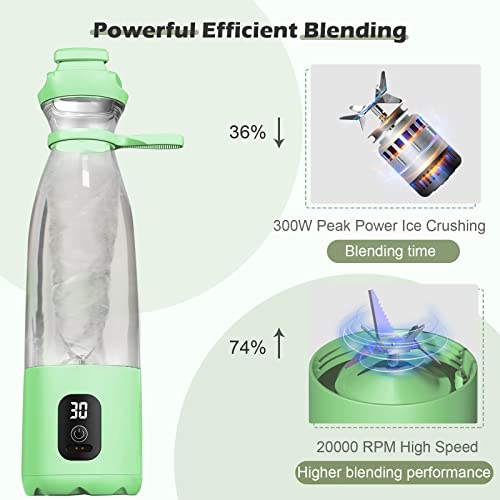 Powerful Efficient Blending
36% ↓
300W Peak Power Ice Crushing
Blending time
74% ↑
30
20000 RPM High Speed
Higher blending performance